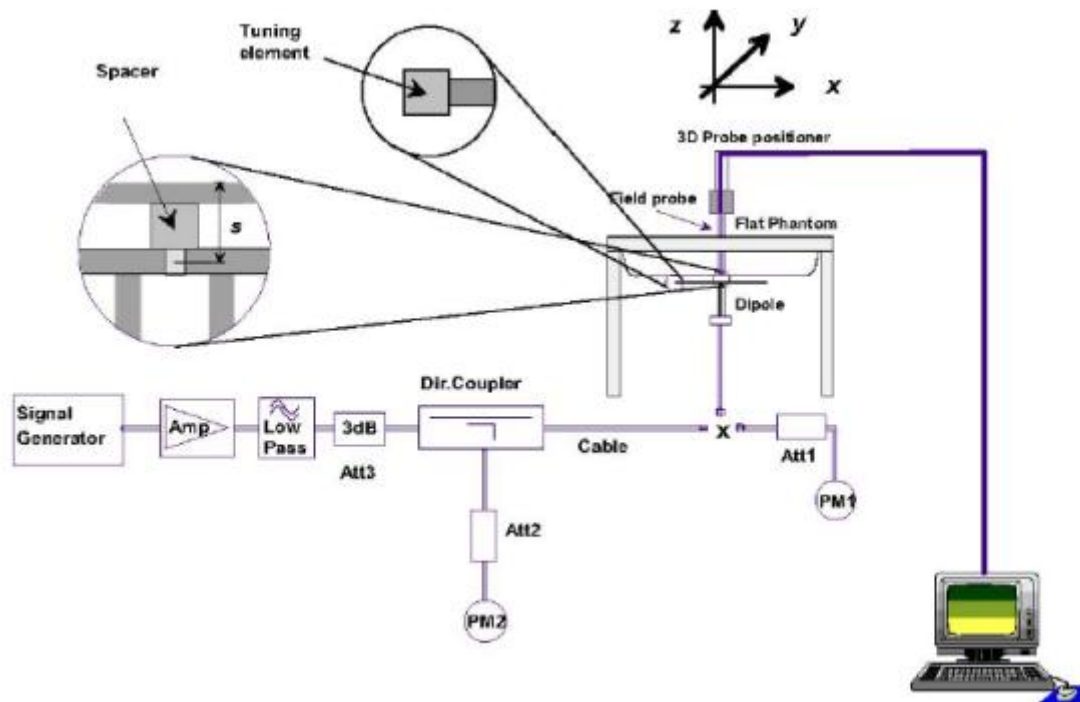 Tuning
element
Spacer
s
z
y
x
3D Probe positioner
Field probe
Flat Phantom
Dipole
Signal
Generator
Amp
Low
Pass
3dB
Att3
Dir.Coupler
Cable
x
Att1
PM1
Att2
PM2